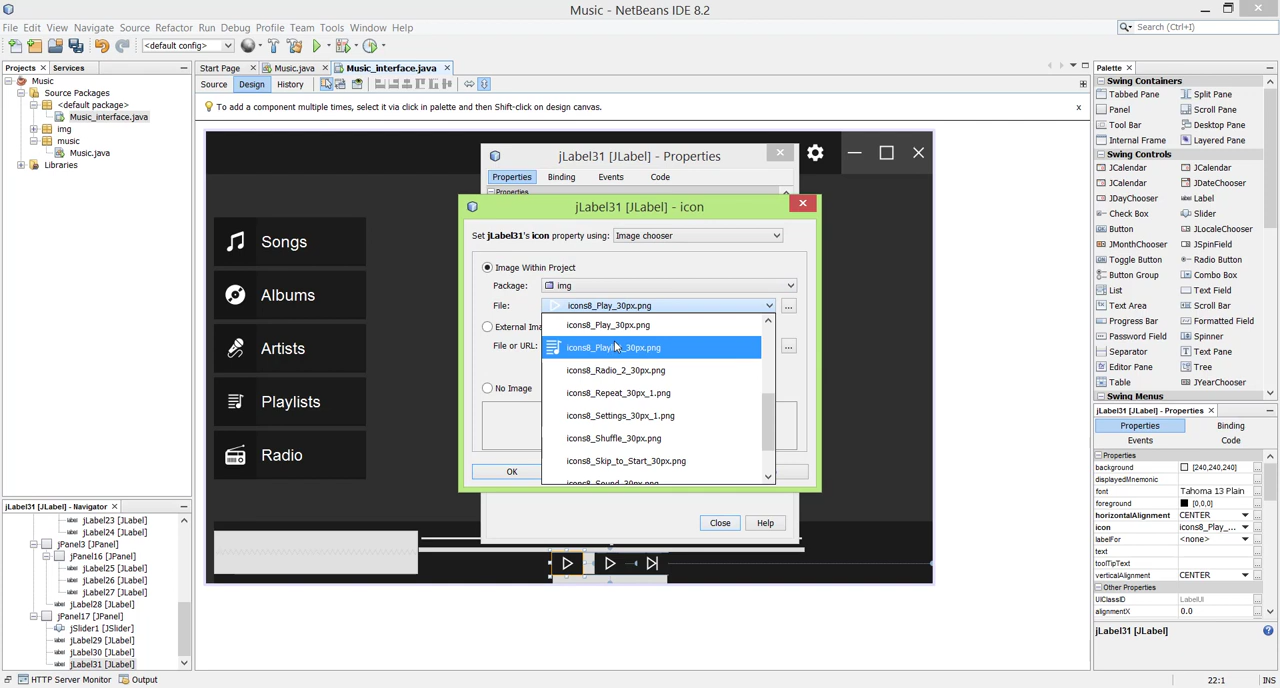 Music - NetBeans IDE 8.2
File Edit View Navigate Source Refactor Run Debug Profile Team Tools Window Help
Search (Ctrl+I)
<default config>
Projects Services
Start Page Music.java Music_interface.java
Palette
Source Design History
To add a component multiple times, select it via click in palette and then Shift-click on design canvas.
x
Music
Source Packages
<default package>
Music_interface.java
img
music
Music.java
Libraries
Songs
Albums
Artists
Playlists
Radio
jLabel31 [JLabel] - Properties
Properties Binding Events Code
Properties
jLabel31 [JLabel] - icon
Set jLabel31's icon property using: Image chooser
Image Within Project
Package: img
File: icons8_Play_30px.png
...
External Ima
File or URL:
...
No Image
icons8_Play_30px.png
icons8_Playlist_30px.png
icons8_Radio_2_30px.png
icons8_Repeat_30px_1.png
icons8_Settings_30px_1.png
icons8_Shuffle_30px.png
icons8_Skip_to_Start_30px.png
icons8_Sound_30px.png
OK
Close Help
Swing Containers
Tabbed Pane Split Pane
Panel Scroll Pane
Tool Bar Desktop Pane
Internal Frame Layered Pane
Swing Controls
JCalendar JCalendar
JCalendar JDateChooser
JDayChooser Label
Check Box Slider
Button JLocaleChooser
JMonthChooser JSpinField
Toggle Button Radio Button
Button Group Combo Box
List Text Field
Text Area Scroll Bar
Progress Bar Formatted Field
Password Field Spinner
Separator Text Pane
Editor Pane Tree
Table JYearChooser
Swing Menus
jLabel31 [JLabel] - Properties
Properties Binding
Events Code
Properties
background [240,240,240]
displayedMnemonic
font Tahoma 13 Plain
foreground [0,0,0]
horizontalAlignment CENTER
icon icons8_Play_...
labelFor <none>
text
toolTipText
verticalAlignment CENTER
Other Properties
UIClassID LabelUI
alignmentX 0.0
jLabel31 [JLabel]
jLabel31 [JLabel] - Navigator
jLabel23 [JLabel]
jLabel24 [JLabel]
jPanel3 [JPanel]
jPanel16 [JPanel]
jLabel25 [JLabel]
jLabel26 [JLabel]
jLabel27 [JLabel]
jLabel28 [JLabel]
jPanel17 [JPanel]
jSlider1 [JSlider]
jLabel29 [JLabel]
jLabel30 [JLabel]
jLabel31 [JLabel]
HTTP Server Monitor Output
22:1 INS